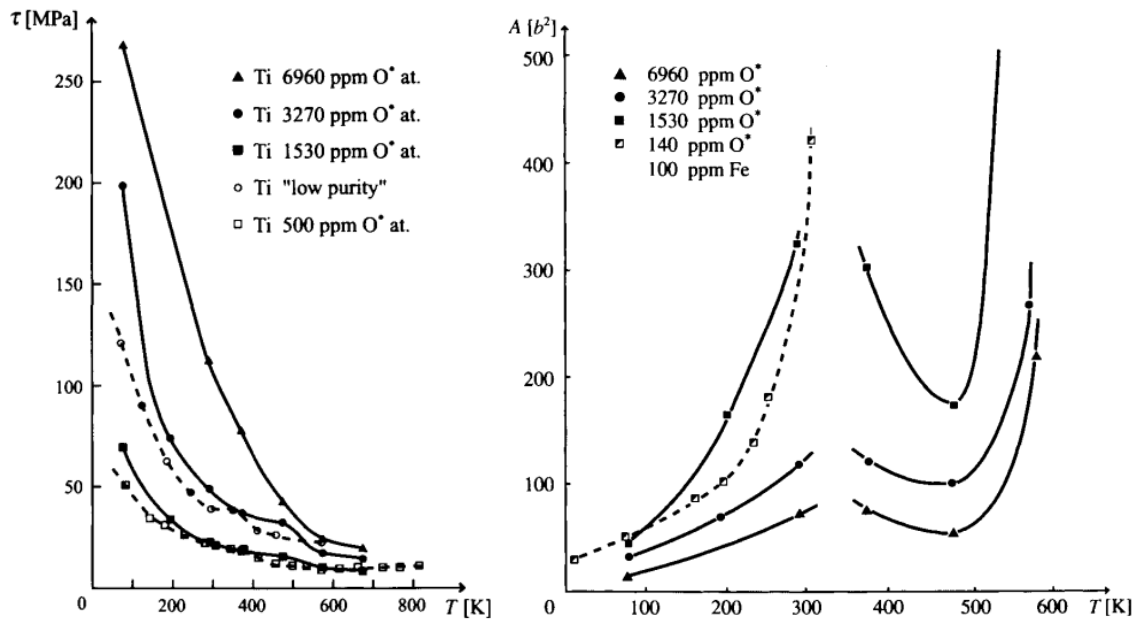 τ [MPa]
250
200
150
100
50
0
200
400
600
800
T [K]
Ti 6960 ppm O* at.
Ti 3270 ppm O* at.
Ti 1530 ppm O* at.
Ti "low purity"
Ti 500 ppm O* at.
A [b²]
500
400
300
200
100
0
100
200
300
400
500
600
T [K]
6960 ppm O*
3270 ppm O*
1530 ppm O*
140 ppm O*
100 ppm Fe